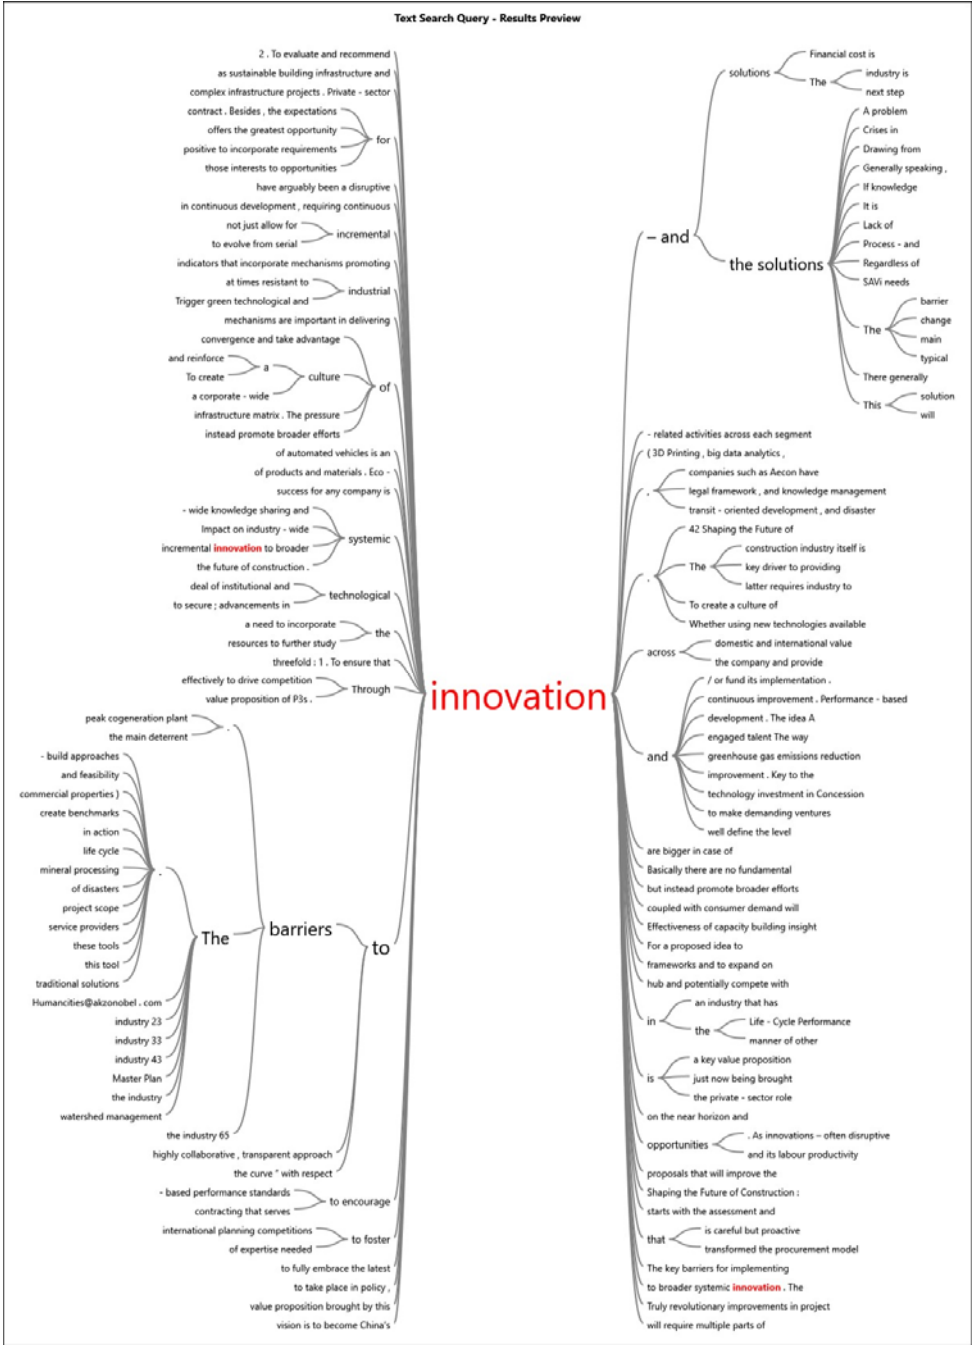 Text Search Query - Results Preview
2 . To evaluate and recommend
as sustainable building infrastructure and
complex infrastructure projects . Private - sector
contract . Besides , the expectations
offers the greatest opportunity
for
positive to incorporate requirements
those interests to opportunities
have arguably been a disruptive
in continuous development , requiring continuous
not just allow for
incremental
to evolve from serial
indicators that incorporate mechanisms promoting
at times resistant to
industrial
Trigger green technological and
mechanisms are important in delivering
convergence and take advantage
and reinforce
a
To create
culture
of
a corporate - wide
infrastructure matrix . The pressure
instead promote broader efforts
of automated vehicles is an
of products and materials . Eco -
success for any company is
- wide knowledge sharing and
Impact on industry - wide
systemic
incremental innovation to broader
the future of construction .
deal of institutional and
technological
to secure ; advancements in
a need to incorporate
the
resources to further study
threefold : 1 . To ensure that
effectively to drive competition
Through
value proposition of P3s .
peak cogeneration plant
.
the main deterrent
- build approaches
and feasibility
commercial properties )
create benchmarks
in action
life cycle
mineral processing
.
of disasters
project scope
service providers
these tools
this tool
traditional solutions
The
barriers
to
Humancities@akzonobel . com
industry 23
industry 33
industry 43
Master Plan
the industry
watershed management
the industry 65
highly collaborative , transparent approach
the curve " with respect
- based performance standards
to encourage
contracting that serves
international planning competitions
to foster
of expertise needed
to fully embrace the latest
to take place in policy ,
value proposition brought by this
vision is to become China's
innovation
– and
solutions
Financial cost is
The
industry is
next step
the solutions
A problem
Crises in
Drawing from
Generally speaking ,
If knowledge
It is
Lack of
Process - and
Regardless of
SAVi needs
The
barrier
change
main
typical
There generally
This
solution
will
- related activities across each segment
( 3D Printing , big data analytics ,
,
companies such as Aecon have
legal framework , and knowledge management
transit - oriented development , and disaster
.
42 Shaping the Future of
The
construction industry itself is
key driver to providing
latter requires industry to
To create a culture of
Whether using new technologies available
across
domestic and international value
the company and provide
and
/ or fund its implementation .
continuous improvement . Performance - based
development . The idea A
engaged talent The way
greenhouse gas emissions reduction
improvement . Key to the
technology investment in Concession
to make demanding ventures
well define the level
are bigger in case of
Basically there are no fundamental
but instead promote broader efforts
coupled with consumer demand will
Effectiveness of capacity building insight
For a proposed idea to
frameworks and to expand on
hub and potentially compete with
in
an industry that has
the
Life - Cycle Performance
manner of other
is
a key value proposition
just now being brought
the private - sector role
on the near horizon and
opportunities
. As innovations – often disruptive
and its labour productivity
proposals that will improve the
Shaping the Future of Construction :
starts with the assessment and
that
is careful but proactive
transformed the procurement model
The key barriers for implementing
to broader systemic innovation . The
Truly revolutionary improvements in project
will require multiple parts of